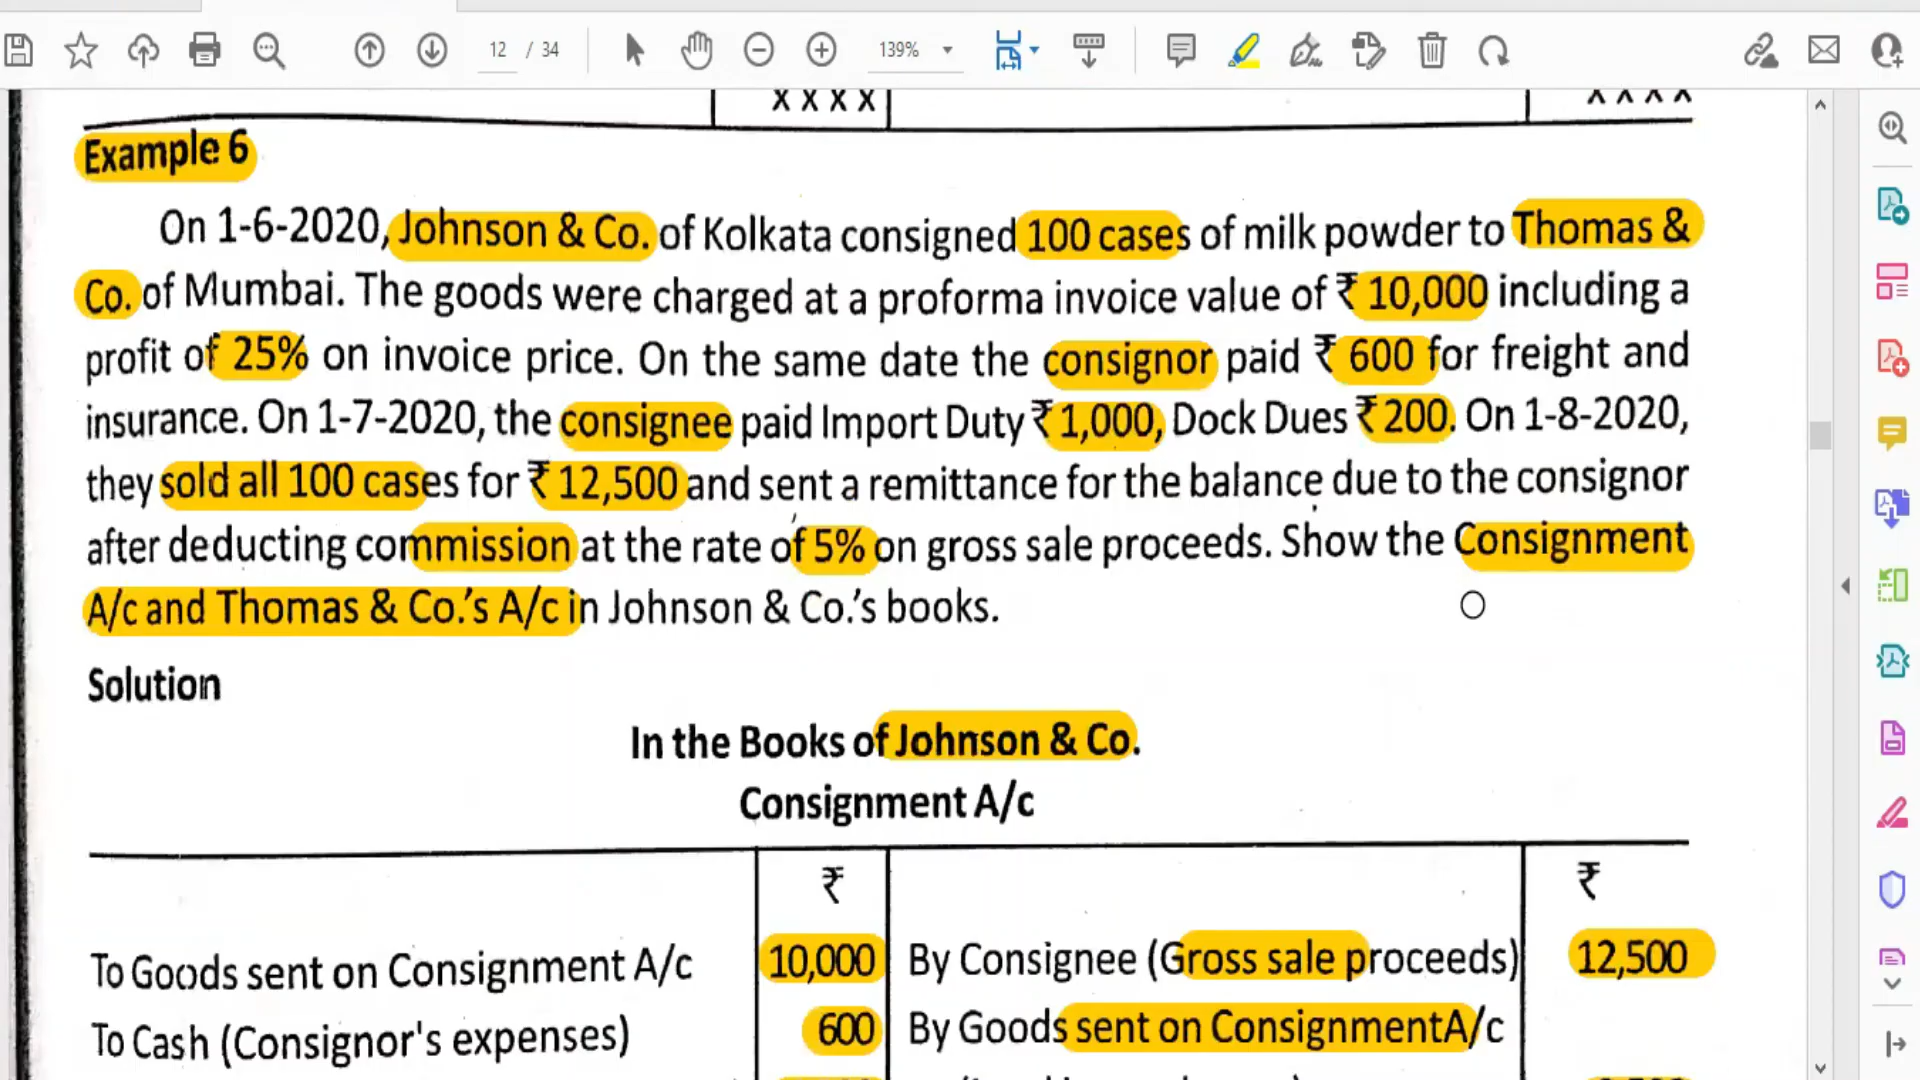 12 / 34
139%
X X X X
X X X X
Example 6
On 1-6-2020, Johnson & Co. of Kolkata consigned 100 cases of milk powder to Thomas &
Co. of Mumbai. The goods were charged at a proforma invoice value of ₹ 10,000 including a
profit of 25% on invoice price. On the same date the consignor paid ₹ 600 for freight and
insurance. On 1-7-2020, the consignee paid Import Duty ₹ 1,000, Dock Dues ₹ 200. On 1-8-2020,
they sold all 100 cases for ₹ 12,500 and sent a remittance for the balance due to the consignor
after deducting commission at the rate of 5% on gross sale proceeds. Show the Consignment
A/c and Thomas & Co.'s A/c in Johnson & Co.'s books.
Solution
In the Books of Johnson & Co.
Consignment A/c
₹ ₹
To Goods sent on Consignment A/c 10,000 By Consignee (Gross sale proceeds) 12,500
To Cash (Consignor's expenses) 600 By Goods sent on ConsignmentA/c